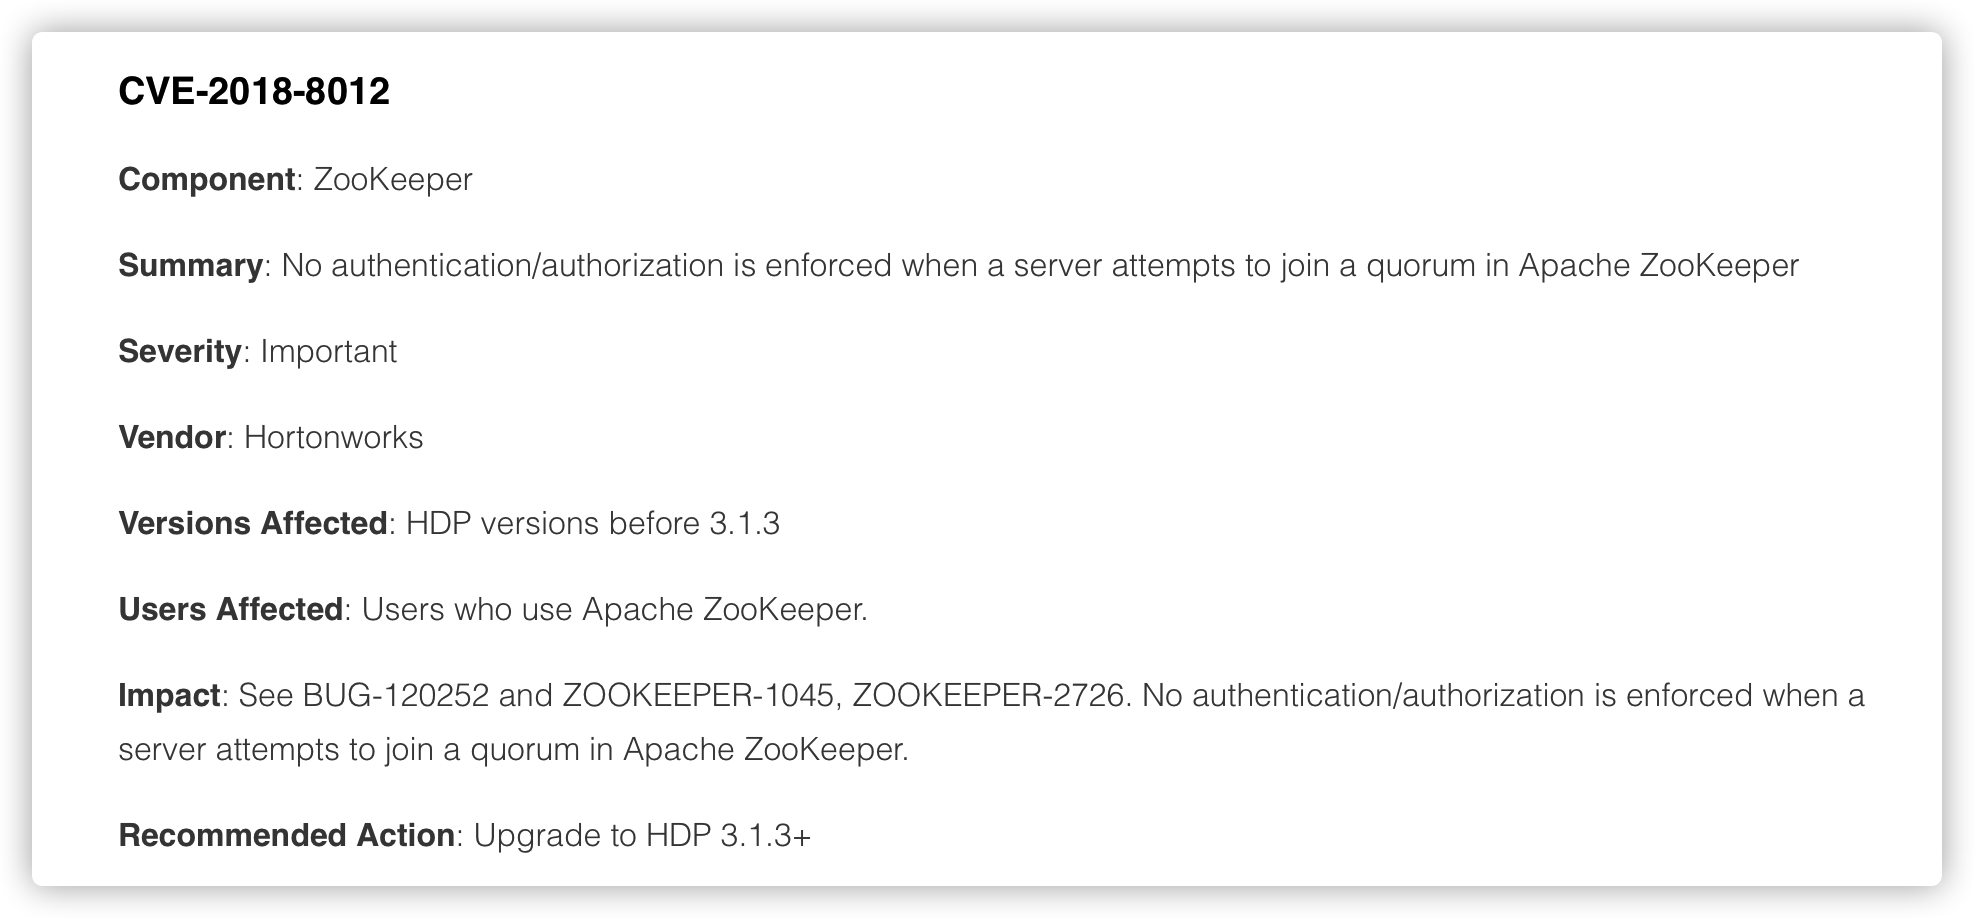 CVE-2018-8012
Component: ZooKeeper
Summary: No authentication/authorization is enforced when a server attempts to join a quorum in Apache ZooKeeper
Severity: Important
Vendor: Hortonworks
Versions Affected: HDP versions before 3.1.3
Users Affected: Users who use Apache ZooKeeper.
Impact: See BUG-120252 and ZOOKEEPER-1045, ZOOKEEPER-2726. No authentication/authorization is enforced when a
server attempts to join a quorum in Apache ZooKeeper.
Recommended Action: Upgrade to HDP 3.1.3+